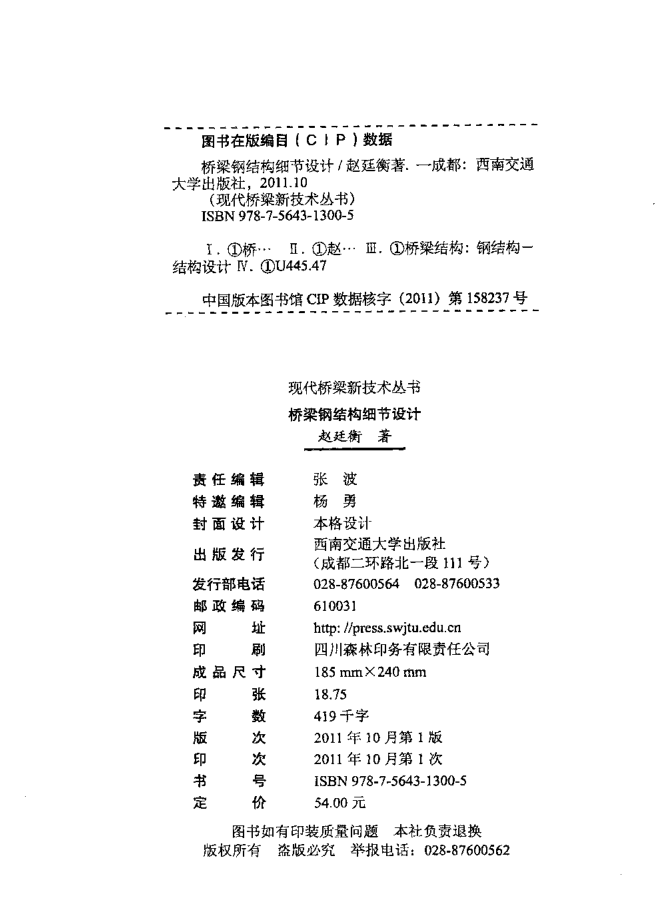 图书在版编目(CIP)数据
桥梁钢结构细节设计/赵廷衡著. —成都：西南交通
大学出版社，2011.10
（现代桥梁新技术丛书）
ISBN 978-7-5643-1300-5
Ⅰ. ①桥… Ⅱ. ①赵… Ⅲ. ①桥梁结构：钢结构－
结构设计 Ⅳ. ①U445.47
中国版本图书馆 CIP 数据核字（2011）第 158237 号
现代桥梁新技术丛书
桥梁钢结构细节设计
赵廷衡 著
责任编辑 张 波
特邀编辑 杨 勇
封面设计 本格设计
出版发行 西南交通大学出版社
（成都二环路北一段 111 号）
发行部电话 028-87600564 028-87600533
邮政编码 610031
网址 http: //press.swjtu.edu.cn
印刷 四川森林印务有限责任公司
成品尺寸 185 mm×240 mm
印张 18.75
字数 419 千字
版次 2011 年 10 月第 1 版
印次 2011 年 10 月第 1 次
书号 ISBN 978-7-5643-1300-5
定价 54.00 元
图书如有印装质量问题 本社负责退换
版权所有 盗版必究 举报电话：028-87600562